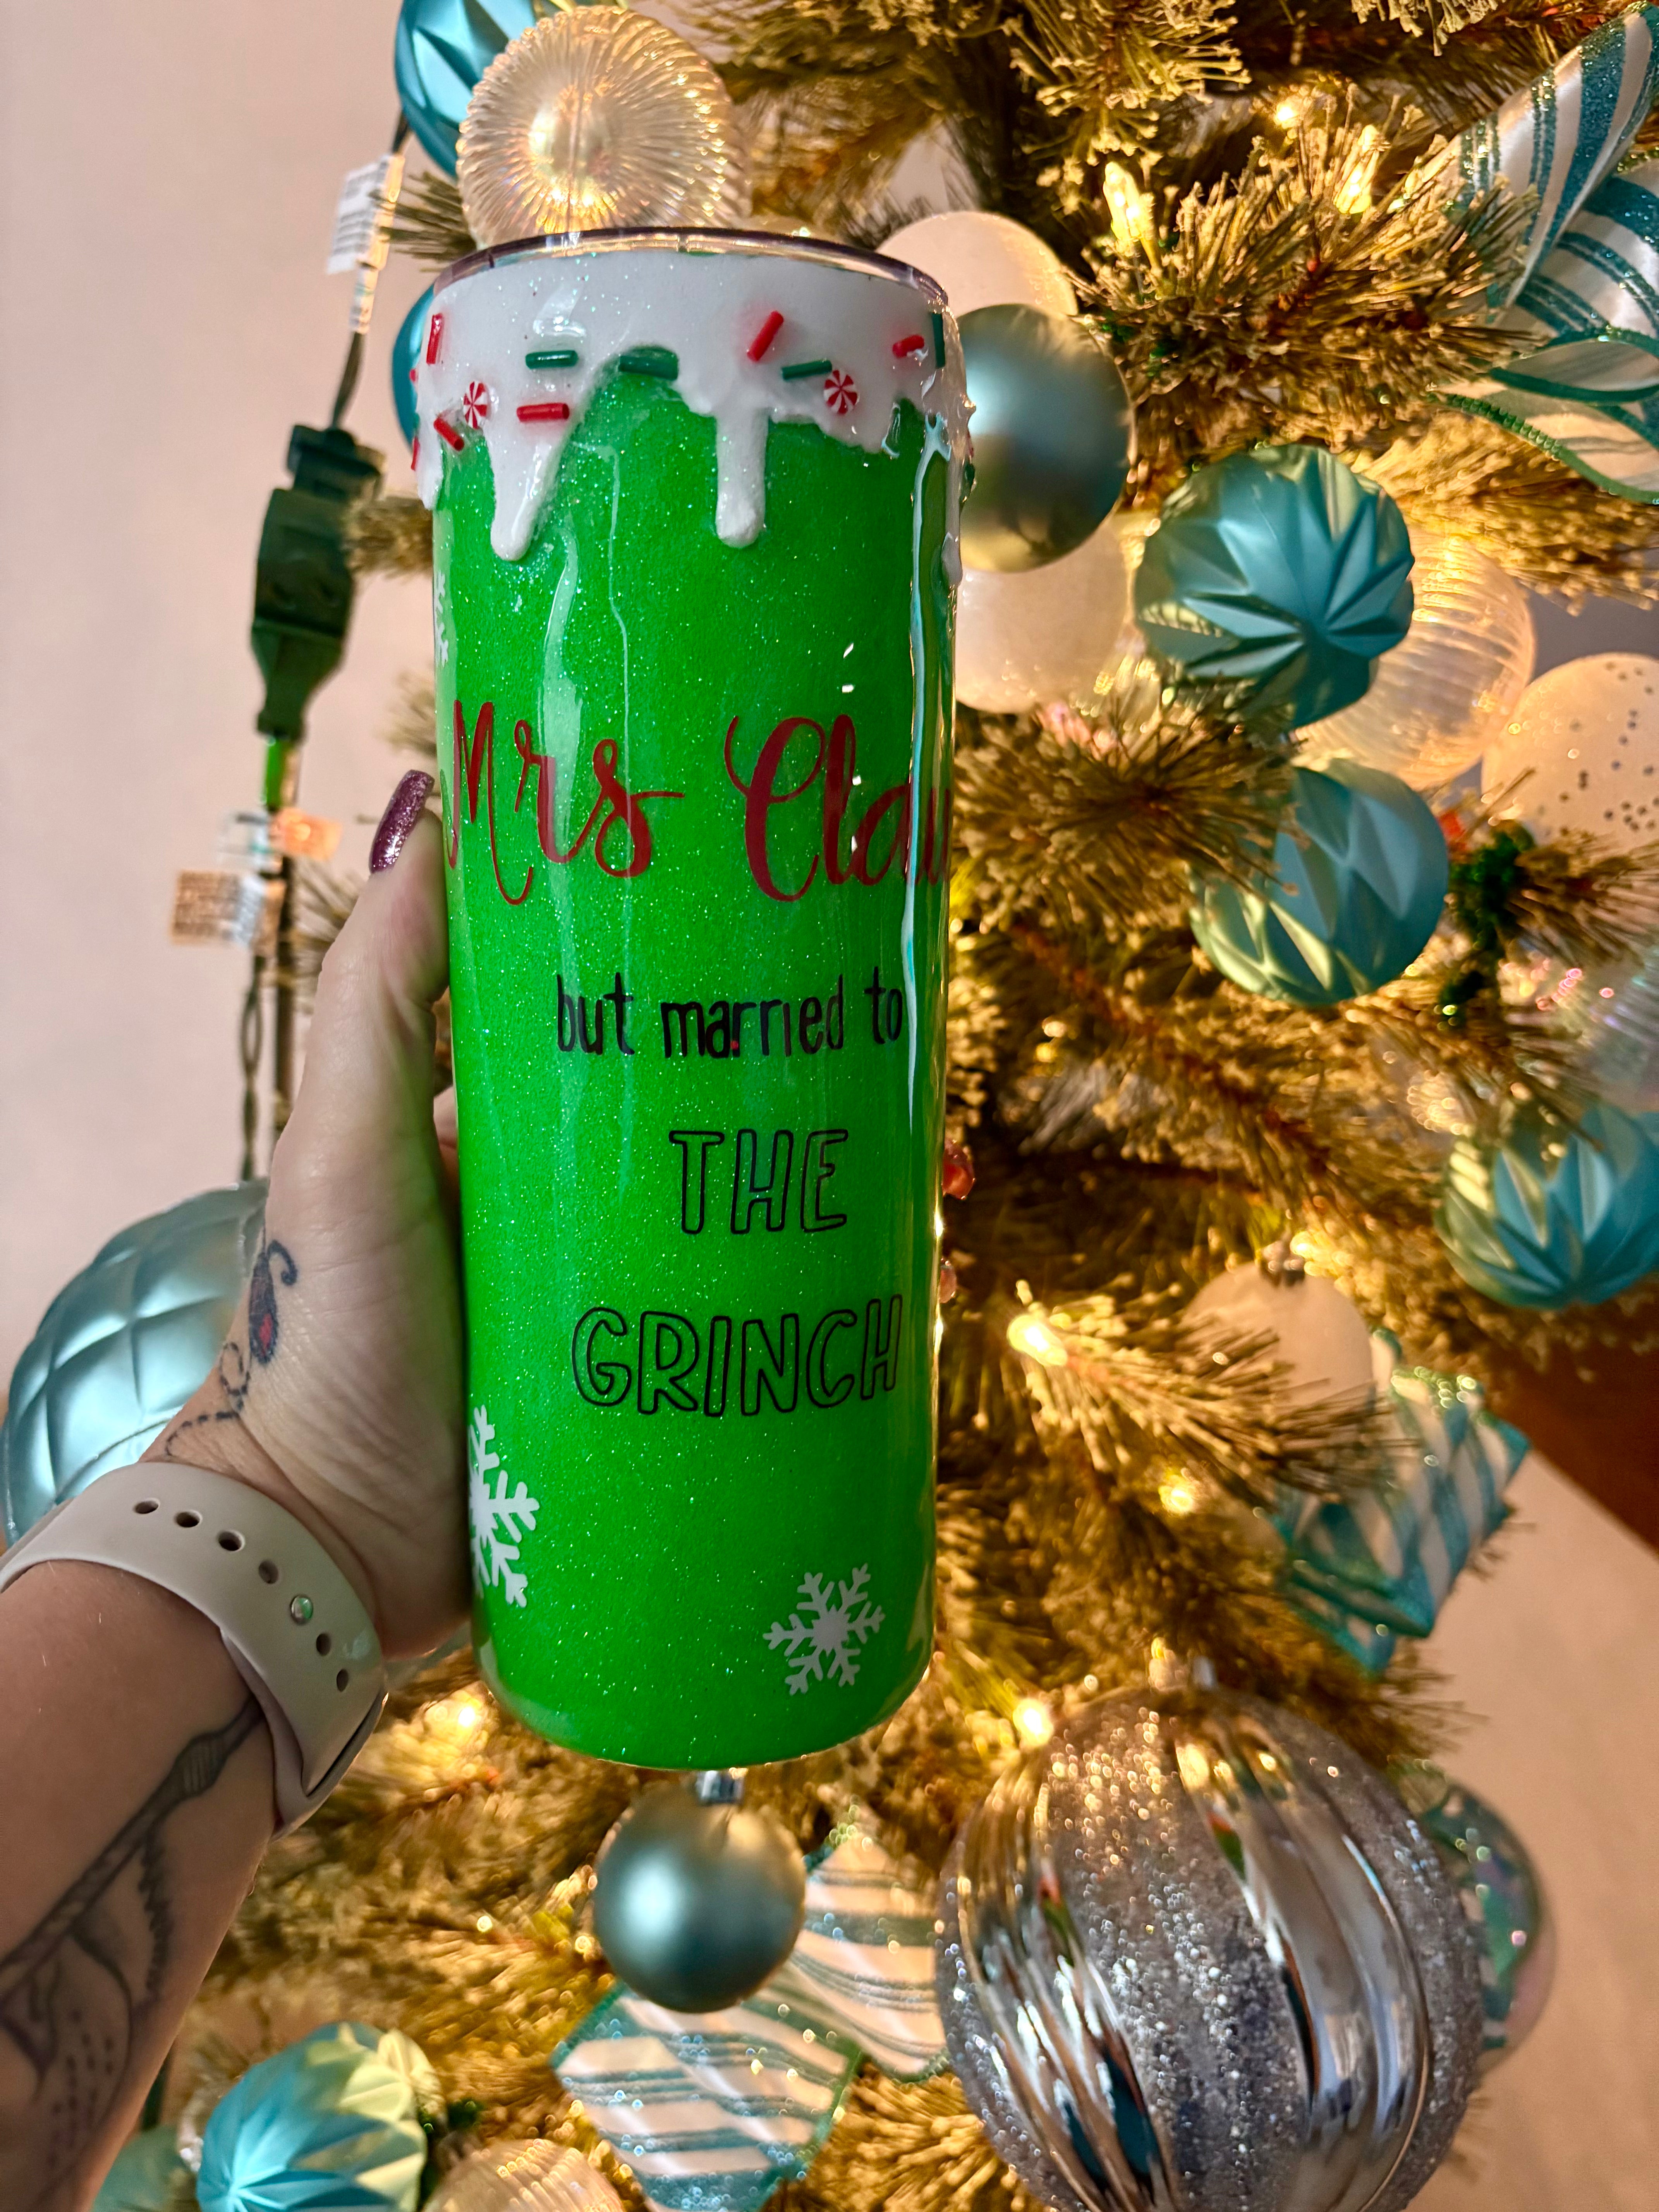 Mrs Clau
but married to
THE
GRINCH